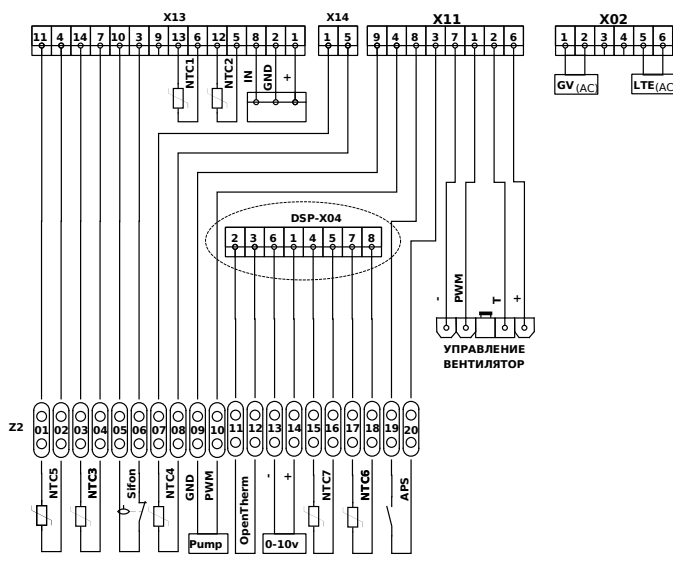 X13 X14 X11 X02
11 4 14 7 10 3 9 13 6 12 5 8 2 1
1 5
9 4 8 3 7 1 2 6
1 2 3 4 5 6
NTC1 NTC2 IN GND +
GV (AC) LTE (AC)
DSP-X04
2 3 6 1 4 5 7 8
- PWM T +
УПРАВЛЕНИЕ
ВЕНТИЛЯТОР
Z2 01 02 03 04 05 06 07 08 09 10 11 12 13 14 15 16 17 18 19 20
NTC5 NTC3 Sifon NTC4 GND PWM OpenTherm - + NTC7 NTC6 APS
Pump 0-10v